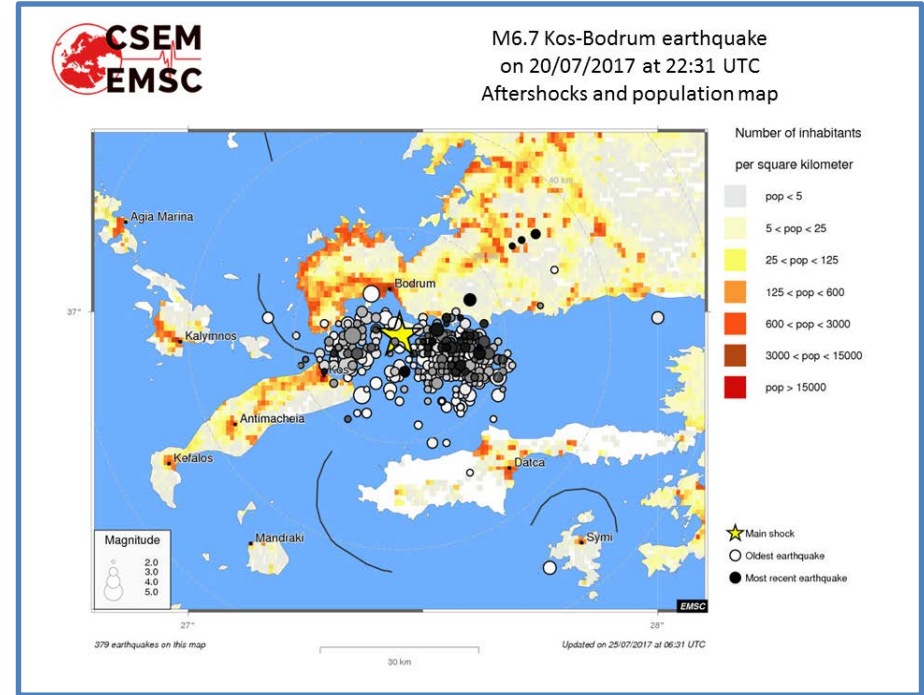 CSEM
EMSC
M6.7 Kos-Bodrum earthquake
on 20/07/2017 at 22:31 UTC
Aftershocks and population map
Number of inhabitants
per square kilometer
pop < 5
5 < pop < 25
25 < pop < 125
125 < pop < 600
600 < pop < 3000
3000 < pop < 15000
pop > 15000
40 km
Agia Marina
Bodrum
37°
37°
Kalymnos
Kos
Antimacheia
Kefalos
Datca
Mandraki
Symi
Magnitude
2.0
3.0
4.0
5.0
Main shock
Oldest earthquake
Most recent earthquake
EMSC
27°
28°
379 earthquakes on this map
Updated on 25/07/2017 at 06:31 UTC
30 km